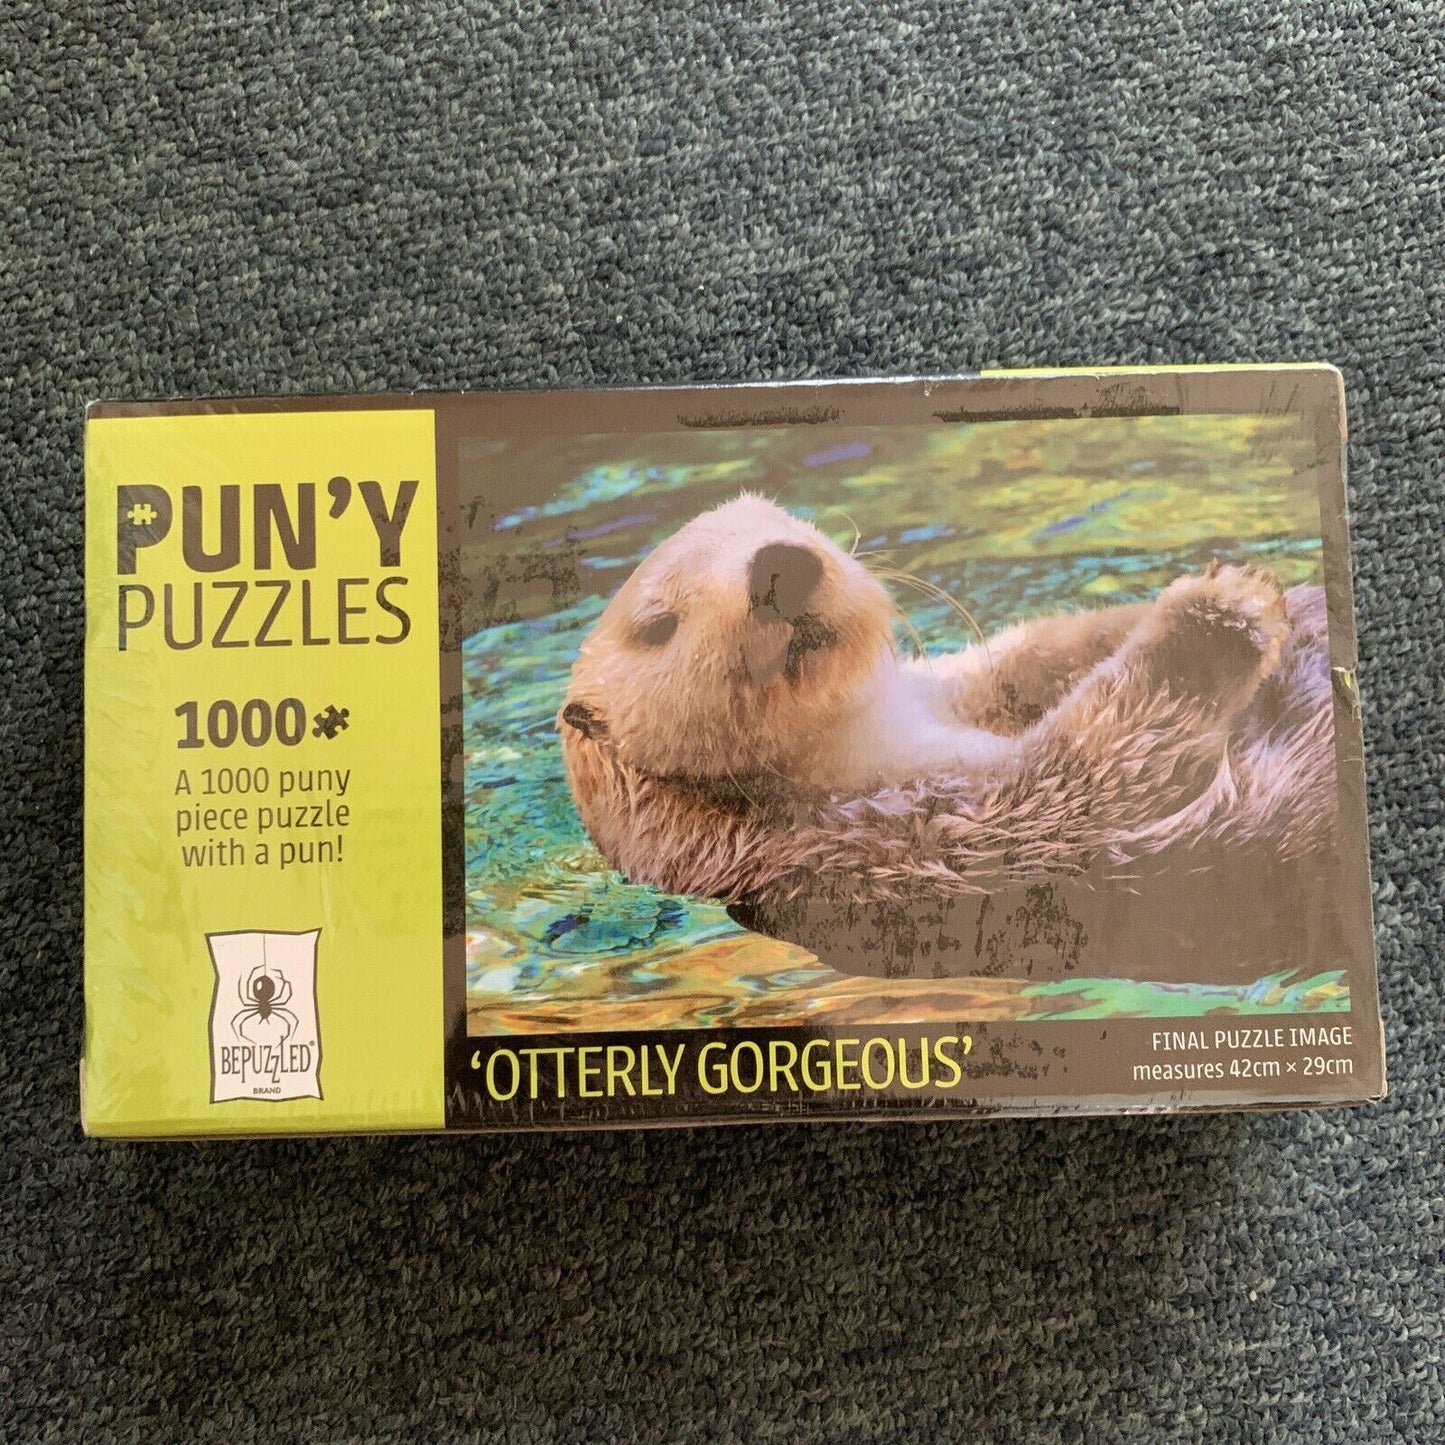 PUN'Y
PUZZLES
1000
A 1000 puny
piece puzzle
with a pun!
BEPUZZLED®
BRAND
'OTTERLY GORGEOUS'
FINAL PUZZLE IMAGE
measures 42cm × 29cm